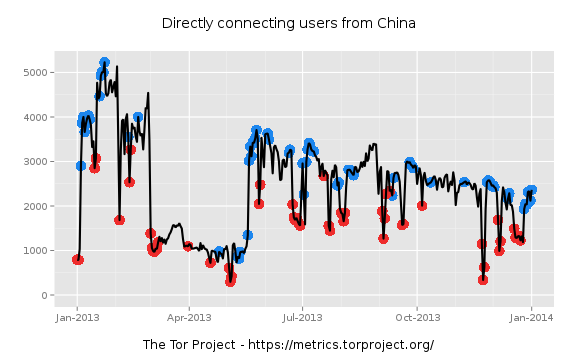 Directly connecting users from China
5000
4000
3000
2000
1000
0
Jan-2013 Apr-2013 Jul-2013 Oct-2013 Jan-2014
The Tor Project - https://metrics.torproject.org/